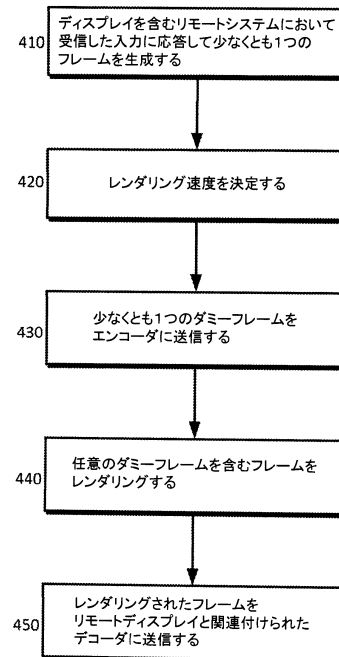 410
ディスプレイを含むリモートシステムにおいて
受信した入力に応答して少なくとも1つの
フレームを生成する
420
レンダリング速度を決定する
430
少なくとも1つのダミーフレームを
エンコーダに送信する
440
任意のダミーフレームを含むフレームを
レンダリングする
450
レンダリングされたフレームを
リモートディスプレイと関連付けられた
デコーダに送信する